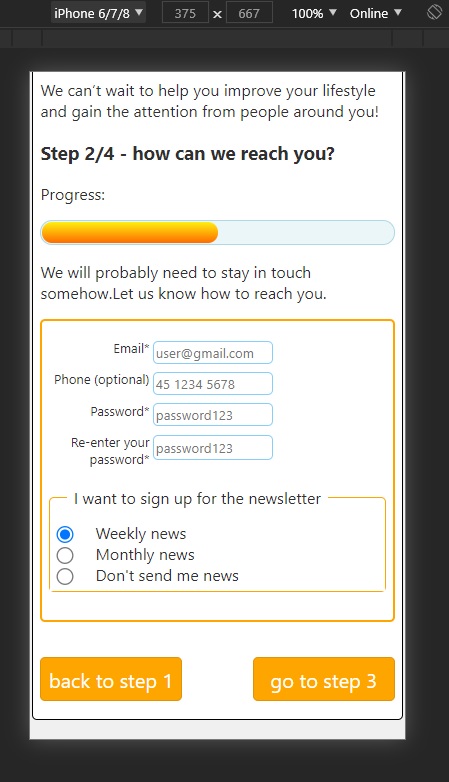 iPhone 6/7/8 ▼ 375 x 667 100% ▼ Online ▼
We can't wait to help you improve your lifestyle
and gain the attention from people around you!
Step 2/4 - how can we reach you?
Progress:
We will probably need to stay in touch
somehow.Let us know how to reach you.
Email* user@gmail.com
Phone (optional) 45 1234 5678
Password* password123
Re-enter your
password* password123
I want to sign up for the newsletter
Weekly news
Monthly news
Don't send me news
back to step 1 go to step 3